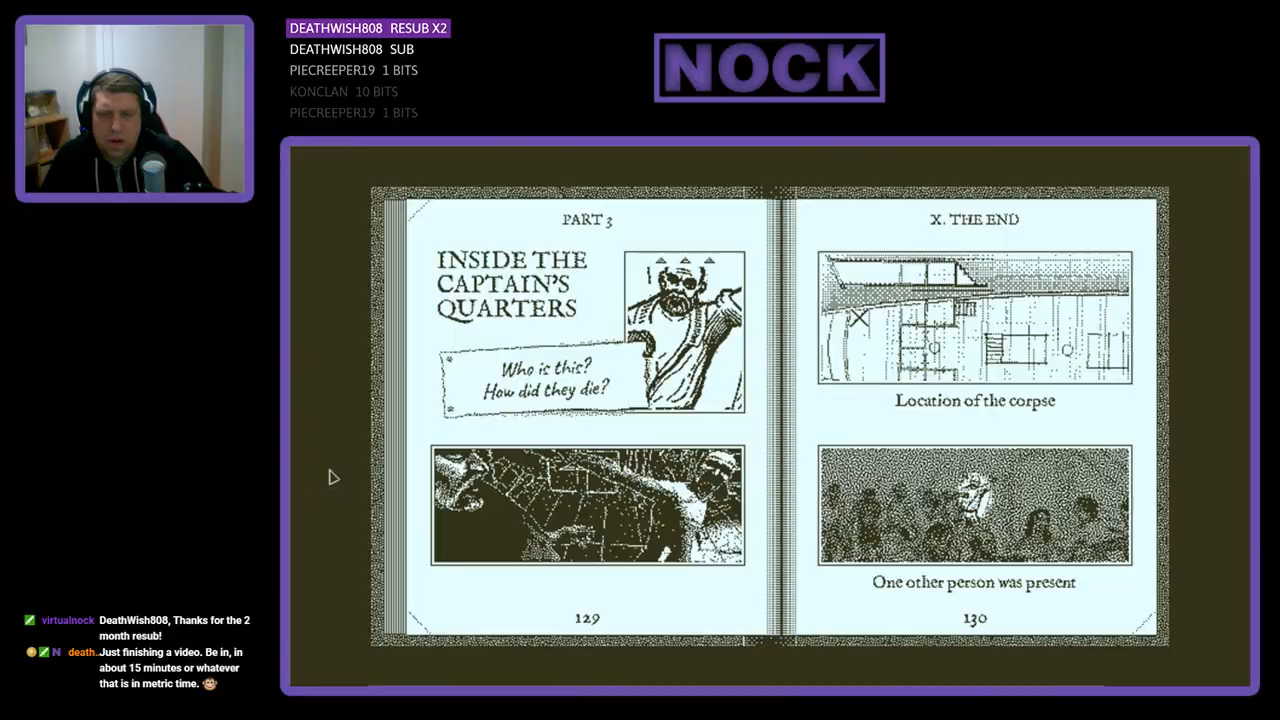 DEATHWISH808 RESUB X2
DEATHWISH808 SUB
PIECREEPER19 1 BITS
KONCLAN 10 BITS
PIECREEPER19 1 BITS
NOCK
PART 3
INSIDE THE
CAPTAIN'S
QUARTERS
Who is this?
How did they die?
129
X. THE END
Location of the corpse
One other person was present
130
virtualnock DeathWish808, Thanks for the 2
month resub!
death.. Just finishing a video. Be in, in
about 15 minutes or whatever
that is in metric time.